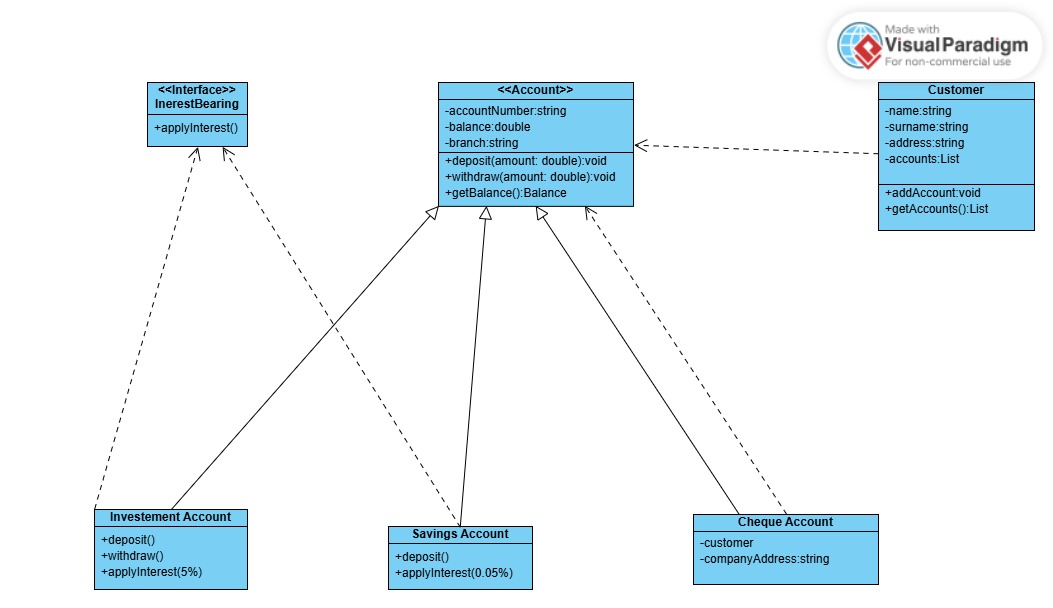 Made with
VisualParadigm
For non-commercial use
<<Interface>>
InerestBearing
+applyInterest()
<<Account>>
-accountNumber:string
-balance:double
-branch:string
+deposit(amount: double):void
+withdraw(amount: double):void
+getBalance():Balance
Customer
-name:string
-surname:string
-address:string
-accounts:List
+addAccount:void
+getAccounts():List
Investement Account
+deposit()
+withdraw()
+applyInterest(5%)
Savings Account
+deposit()
+applyInterest(0.05%)
Cheque Account
-customer
-companyAddress:string